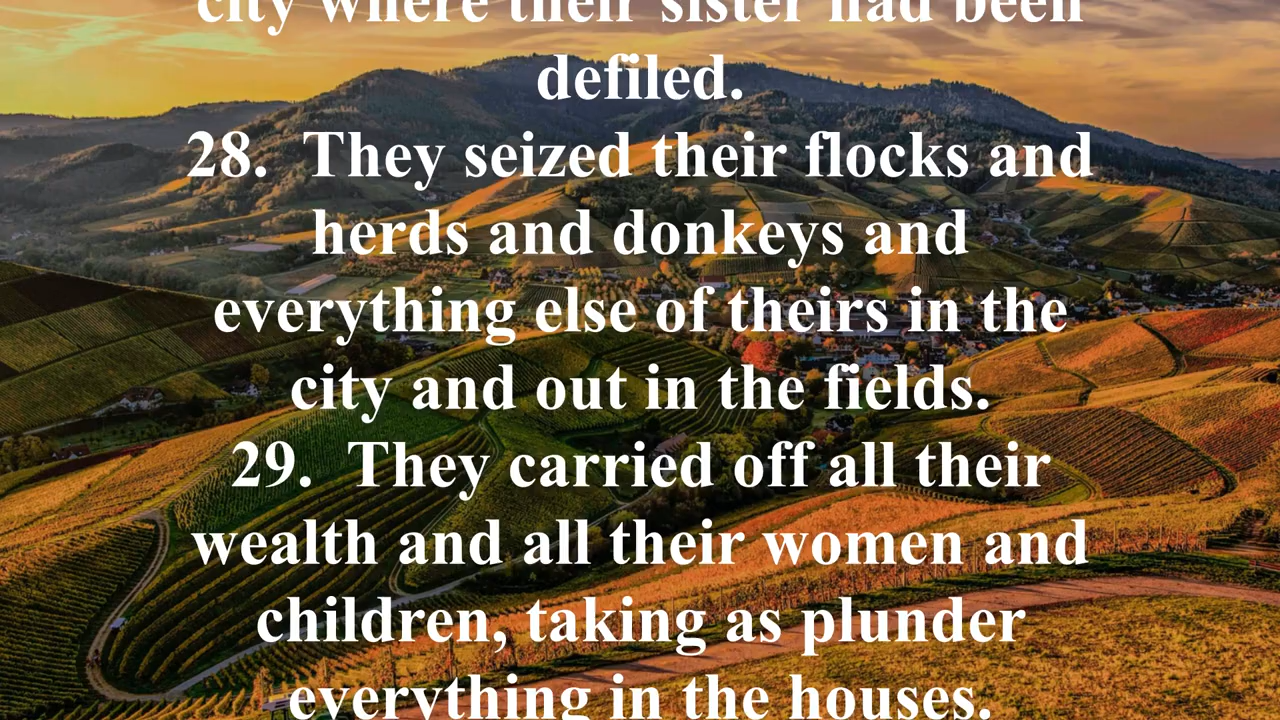 city where their sister had been
defiled.
28. They seized their flocks and
herds and donkeys and
everything else of theirs in the
city and out in the fields.
29. They carried off all their
wealth and all their women and
children, taking as plunder
everything in the houses.